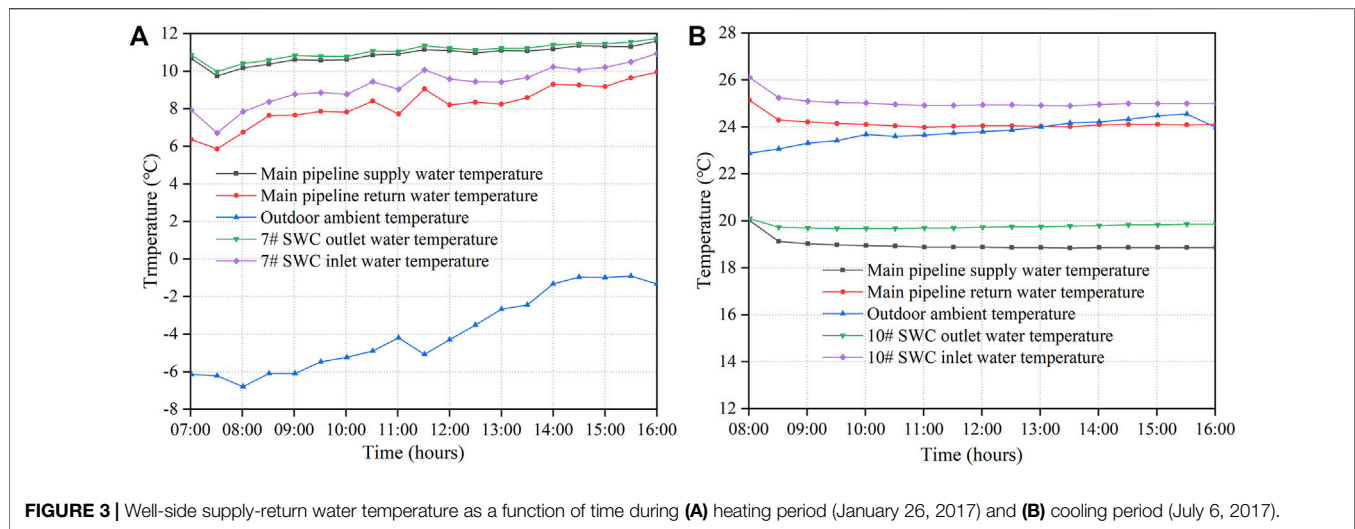 A
B
12
10
8
6
4
2
0
-2
-4
-6
-8
Trmperature (℃)
Main pipeline supply water temperature
Main pipeline return water temperature
Outdoor ambient temperature
7# SWC outlet water temperature
7# SWC inlet water temperature
07:00 08:00 09:00 10:00 11:00 12:00 13:00 14:00 15:00 16:00
Time (hours)
28
26
24
22
20
18
16
14
12
Temperature (℃)
Main pipeline supply water temperature
Main pipeline return water temperature
Outdoor ambient temperature
10# SWC outlet water temperature
10# SWC inlet water temperature
08:00 09:00 10:00 11:00 12:00 13:00 14:00 15:00 16:00
Time (hours)
FIGURE 3 | Well-side supply-return water temperature as a function of time during (A) heating period (January 26, 2017) and (B) cooling period (July 6, 2017).